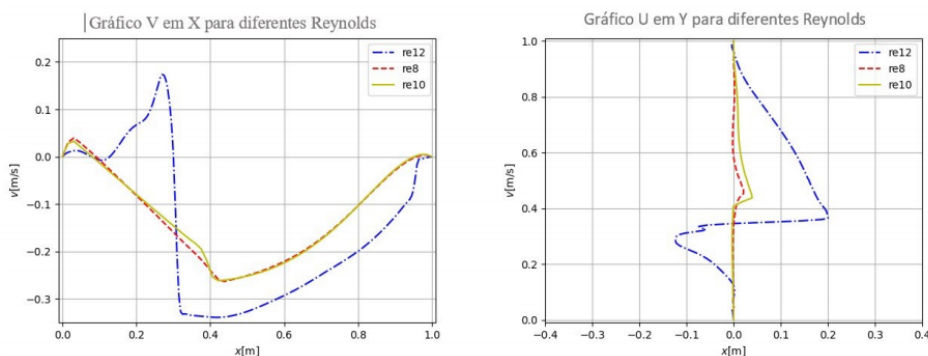 Gráfico V em X para diferentes Reynolds
0.2
0.1
0.0
−0.1
−0.2
−0.3
v[m/s]
re12
re8
re10
0.0 0.2 0.4 0.6 0.8 1.0
x[m]
Gráfico U em Y para diferentes Reynolds
1.0
0.8
0.6
0.4
0.2
0.0
v[m/s]
re12
re8
re10
−0.4 −0.3 −0.2 −0.1 0.0 0.1 0.2 0.3 0.4
x[m]